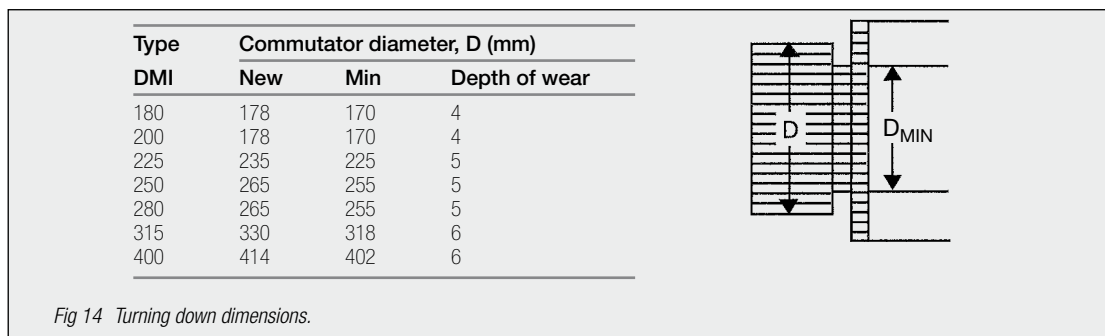 Type Commutator diameter, D (mm)
DMI New Min Depth of wear
180 178 170 4
200 178 170 4
225 235 225 5
250 265 255 5
280 265 255 5
315 330 318 6
400 414 402 6
D
DMIN
Fig 14 Turning down dimensions.